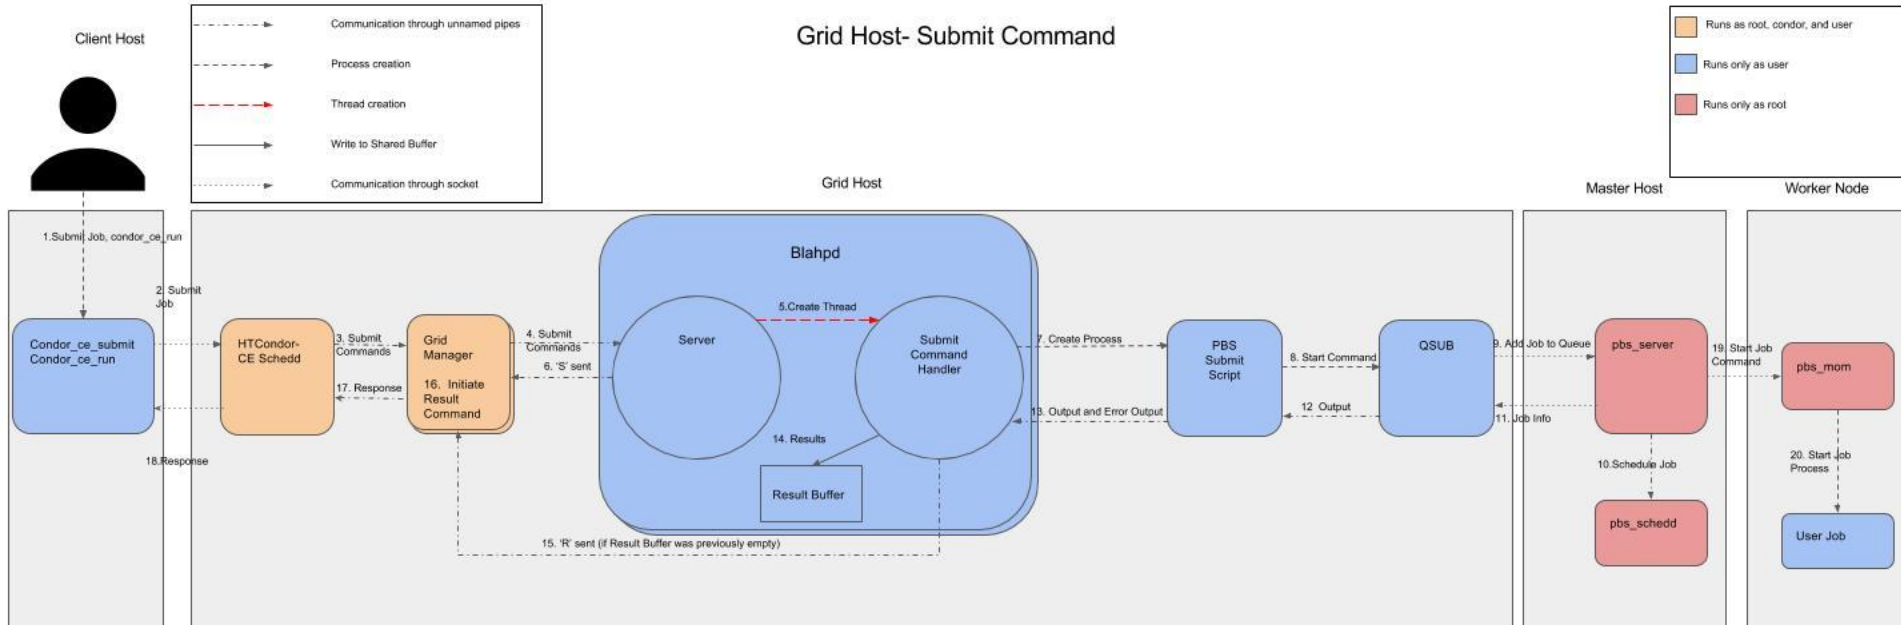 Grid Host- Submit Command
Client Host
Communication through unnamed pipes
Process creation
Thread creation
Write to Shared Buffer
Communication through socket
Runs as root, condor, and user
Runs only as user
Runs only as root
Grid Host
Master Host
Worker Node
1.Submit Job, condor_ce_run
2. Submit
Job
Condor_ce_submit
Condor_ce_run
18.Response
HTCondor-
CE Schedd
3. Submit
Commands
17. Response
Grid
Manager
16. Initiate
Result
Command
4. Submit
Commands
6. 'S' sent
Blahpd
Server
5.Create Thread
Submit
Command
Handler
14. Results
Result Buffer
15. 'R' sent (if Result Buffer was previously empty)
7. Create Process
13. Output and Error Output
PBS
Submit
Script
8. Start Command
12 Output
QSUB
9. Add Job to Queue
11. Job Info
pbs_server
10.Schedule Job
pbs_schedd
19. Start Job
Command
pbs_mom
20. Start Job
Process
User Job